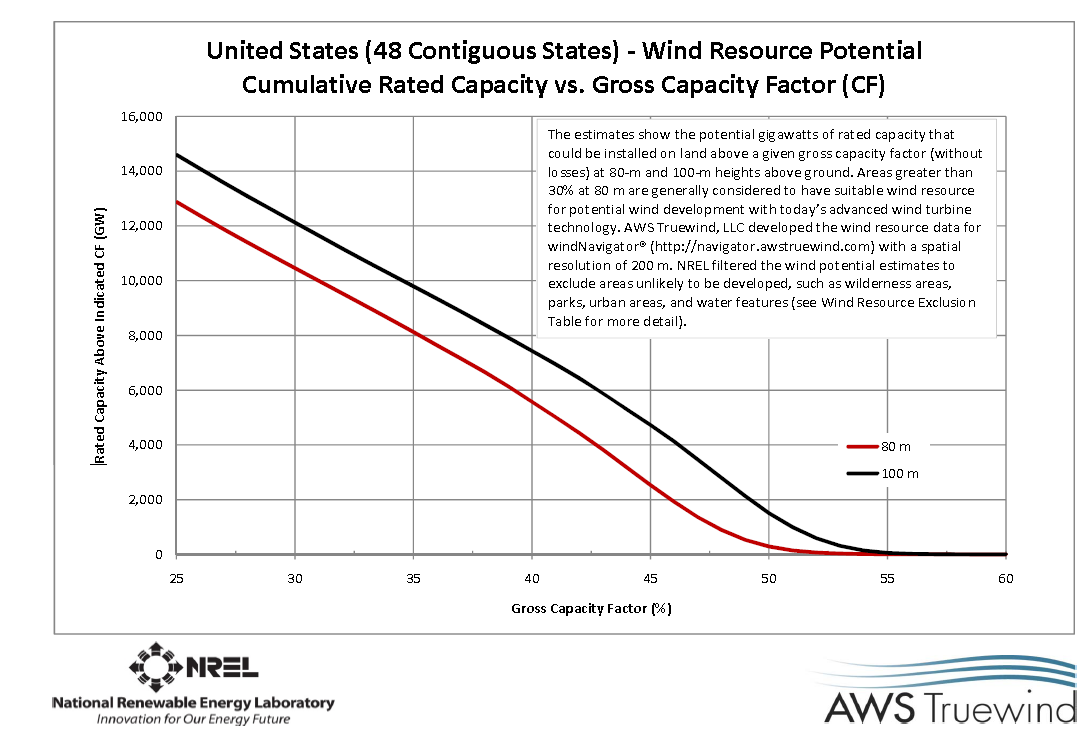 United States (48 Contiguous States) - Wind Resource Potential
Cumulative Rated Capacity vs. Gross Capacity Factor (CF)
The estimates show the potential gigawatts of rated capacity that
could be installed on land above a given gross capacity factor (without
losses) at 80-m and 100-m heights above ground. Areas greater than
30% at 80 m are generally considered to have suitable wind resource
for potential wind development with today's advanced wind turbine
technology. AWS Truewind, LLC developed the wind resource data for
windNavigator® (http://navigator.awstruewind.com) with a spatial
resolution of 200 m. NREL filtered the wind potential estimates to
exclude areas unlikely to be developed, such as wilderness areas,
parks, urban areas, and water features (see Wind Resource Exclusion
Table for more detail).
Rated Capacity Above Indicated CF (GW)
16,000
14,000
12,000
10,000
8,000
6,000
4,000
2,000
0
80 m
100 m
25 30 35 40 45 50 55 60
Gross Capacity Factor (%)
NREL
National Renewable Energy Laboratory
Innovation for Our Energy Future
AWS Truewind